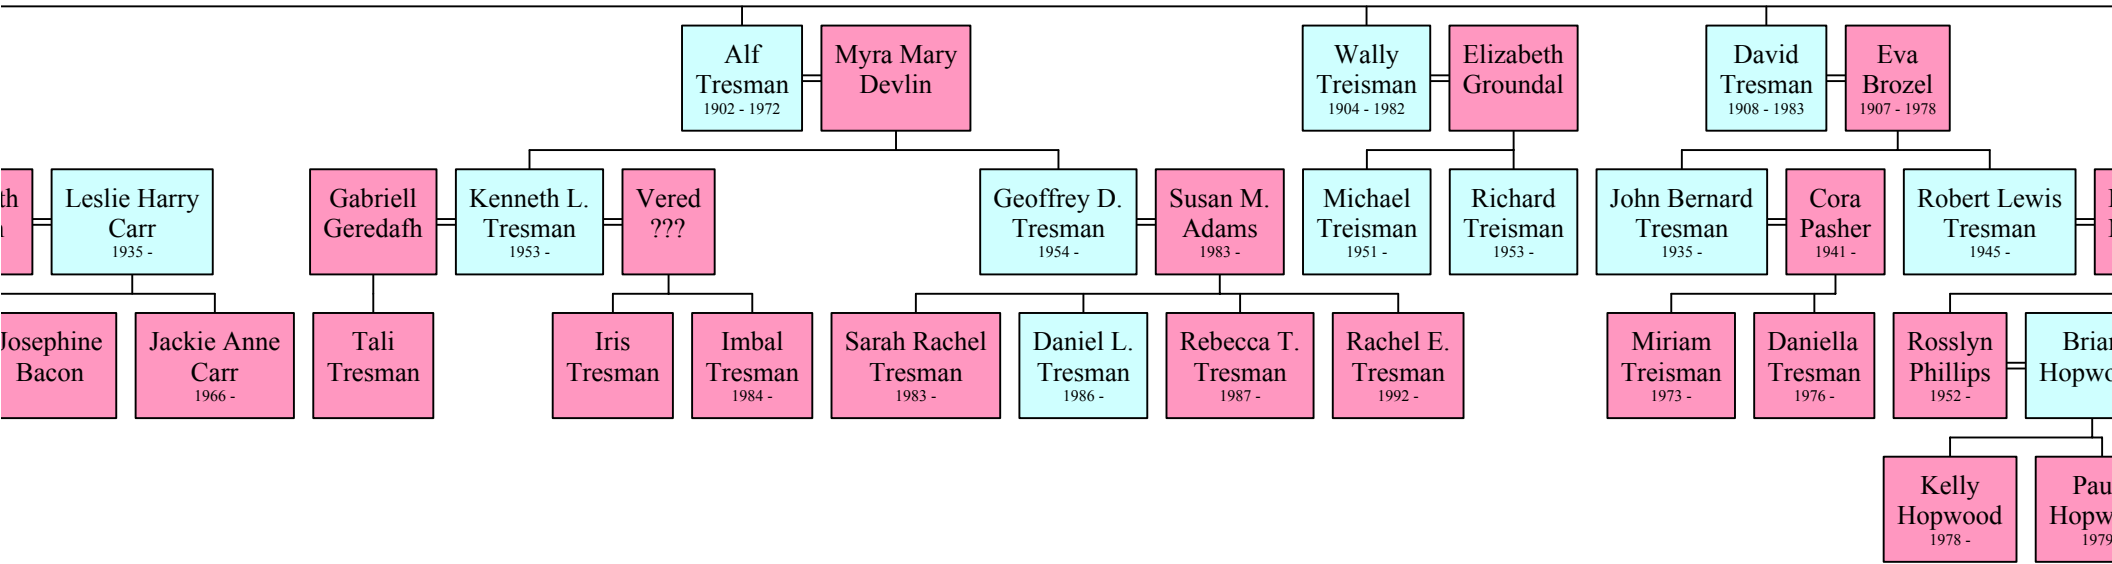 Alf
Tresman
1902 - 1972
Myra Mary
Devlin
Wally
Treisman
1904 - 1982
Elizabeth
Groundal
David
Tresman
1908 - 1983
Eva
Brozel
1907 - 1978
Leslie Harry
Carr
1935 -
Gabriell
Geredafh
Kenneth L.
Tresman
1953 -
Vered
???
Geoffrey D.
Tresman
1954 -
Susan M.
Adams
1983 -
Michael
Treisman
1951 -
Richard
Treisman
1953 -
John Bernard
Tresman
1935 -
Cora
Pasher
1941 -
Robert Lewis
Tresman
1945 -
Josephine
Bacon
Jackie Anne
Carr
1966 -
Tali
Tresman
Iris
Tresman
Imbal
Tresman
1984 -
Sarah Rachel
Tresman
1983 -
Daniel L.
Tresman
1986 -
Rebecca T.
Tresman
1987 -
Rachel E.
Tresman
1992 -
Miriam
Treisman
1973 -
Daniella
Tresman
1976 -
Rosslyn
Phillips
1952 -
Kelly
Hopwood
1978 -
1979